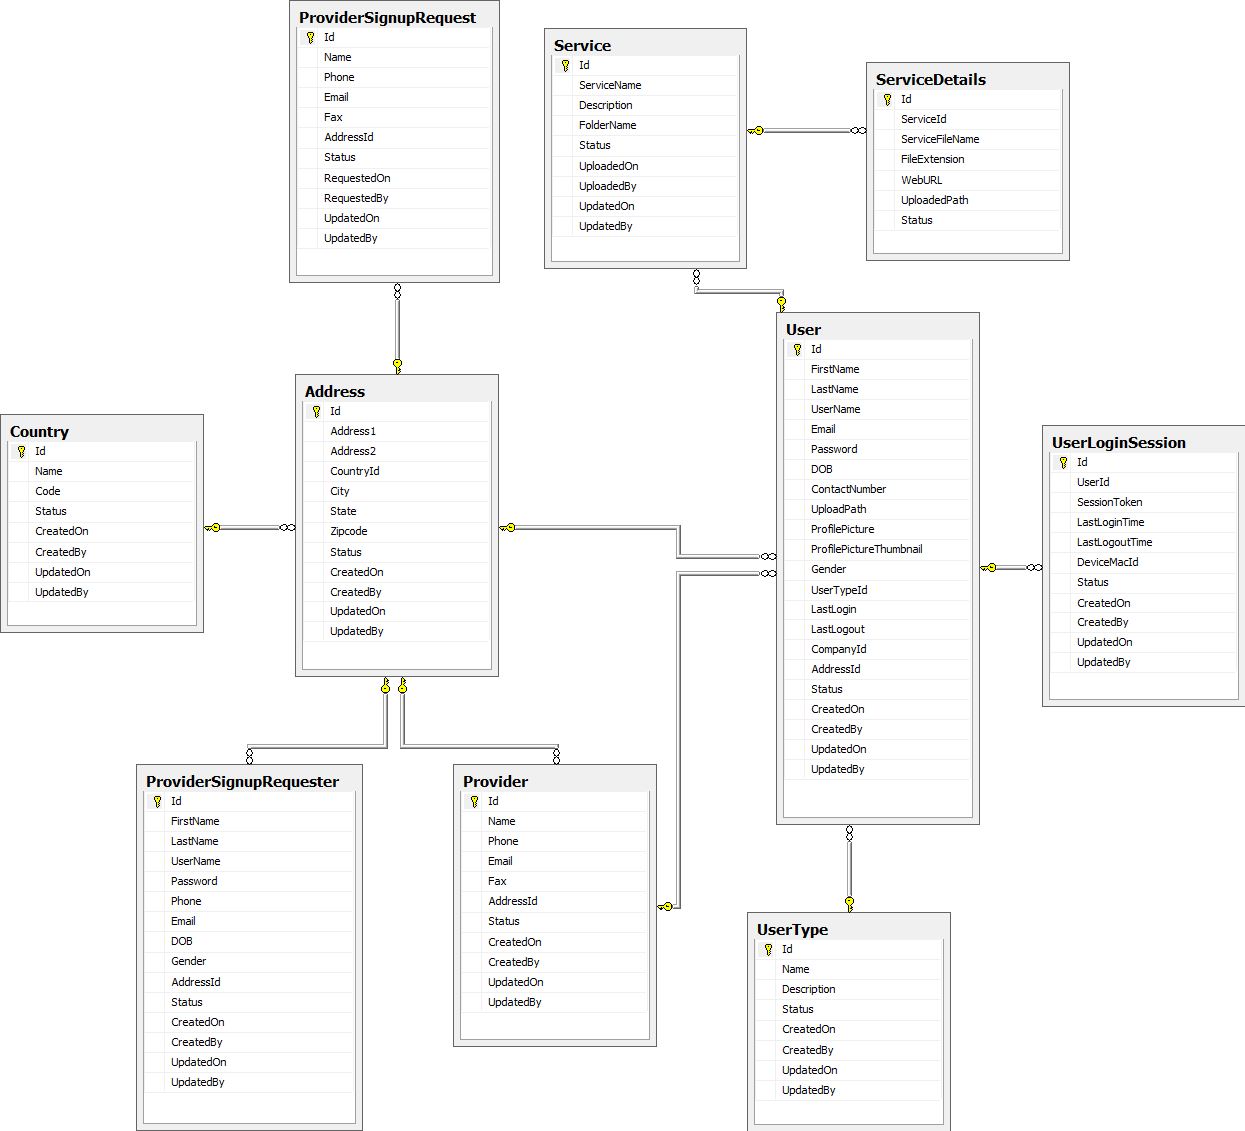 ProviderSignupRequest
Id
Name
Phone
Email
Fax
AddressId
Status
RequestedOn
RequestedBy
UpdatedOn
UpdatedBy
Service
Id
ServiceName
Description
FolderName
Status
UploadedOn
UploadedBy
UpdatedOn
UpdatedBy
ServiceDetails
Id
ServiceId
ServiceFileName
FileExtension
WebURL
UploadedPath
Status
Country
Id
Name
Code
Status
CreatedOn
CreatedBy
UpdatedOn
UpdatedBy
Address
Id
Address1
Address2
CountryId
City
State
Zipcode
Status
CreatedOn
CreatedBy
UpdatedOn
UpdatedBy
User
Id
FirstName
LastName
UserName
Email
Password
DOB
ContactNumber
UploadPath
ProfilePicture
ProfilePictureThumbnail
Gender
UserTypeId
LastLogin
LastLogout
CompanyId
AddressId
Status
CreatedOn
CreatedBy
UpdatedOn
UpdatedBy
UserLoginSession
Id
UserId
SessionToken
LastLoginTime
LastLogoutTime
DeviceMacId
Status
CreatedOn
CreatedBy
UpdatedOn
UpdatedBy
ProviderSignupRequester
Id
FirstName
LastName
UserName
Password
Phone
Email
DOB
Gender
AddressId
Status
CreatedOn
CreatedBy
UpdatedOn
UpdatedBy
Provider
Id
Name
Phone
Email
Fax
AddressId
Status
CreatedOn
CreatedBy
UpdatedOn
UpdatedBy
UserType
Id
Name
Description
Status
CreatedOn
CreatedBy
UpdatedOn
UpdatedBy